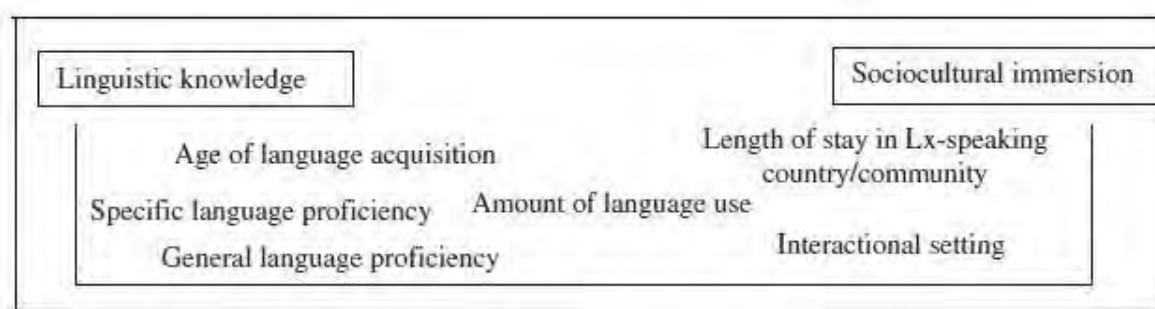 Linguistic knowledge
Sociocultural immersion
Age of language acquisition
Length of stay in Lx-speaking
country/community
Specific language proficiency
Amount of language use
General language proficiency
Interactional setting